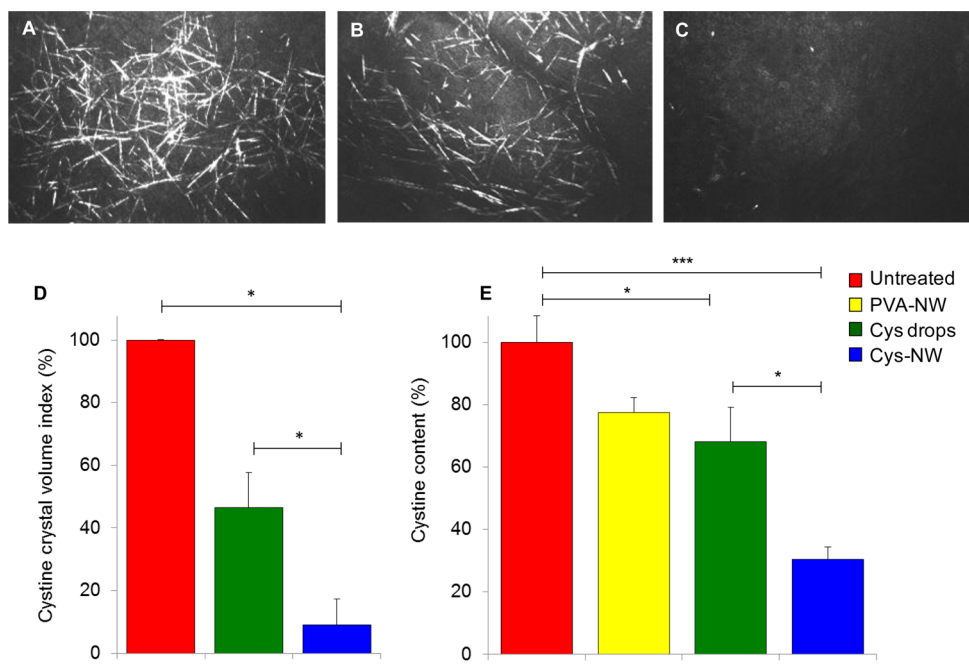 A
B
C
D
E
***
*
*
*
*
Untreated
PVA-NW
Cys drops
Cys-NW
Cystine crystal volume index (%)
100
80
60
40
20
0
Cystine content (%)
100
80
60
40
20
0